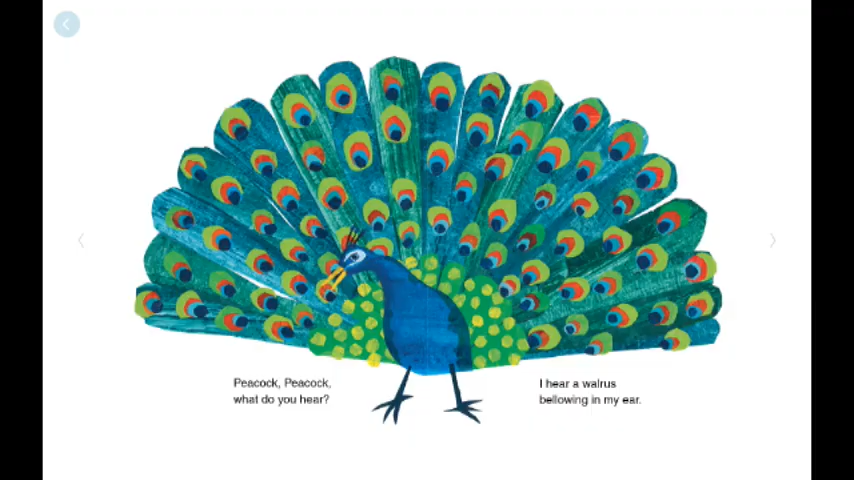 Peacock, Peacock,
what do you hear?
I hear a walrus
bellowing in my ear.